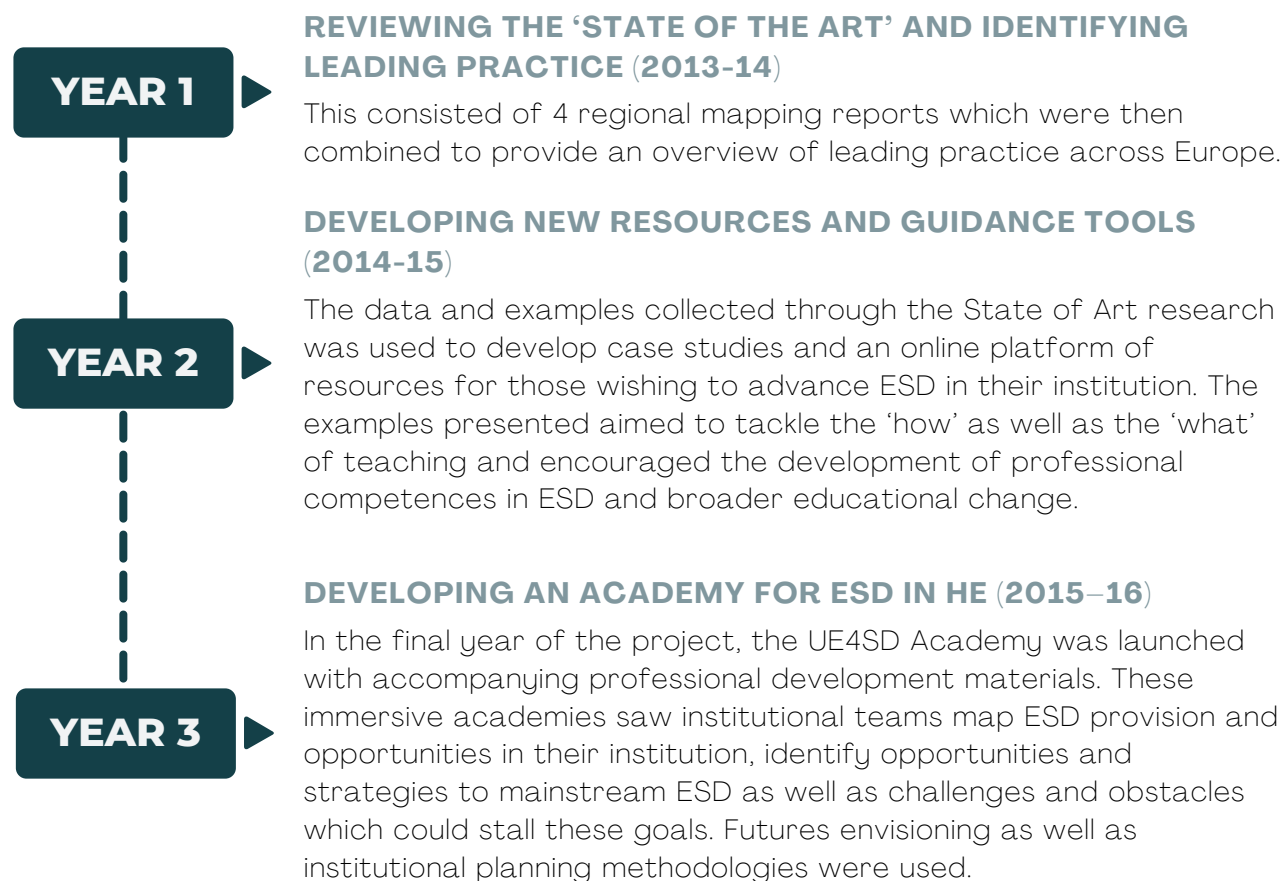 REVIEWING THE ‘STATE OF THE ART’ AND IDENTIFYING
LEADING PRACTICE (2013-14)
YEAR 1
This consisted of 4 regional mapping reports which were then
combined to provide an overview of leading practice across Europe.
DEVELOPING NEW RESOURCES AND GUIDANCE TOOLS
(2014-15)
YEAR 2
The data and examples collected through the State of Art research
was used to develop case studies and an online platform of
resources for those wishing to advance ESD in their institution. The
examples presented aimed to tackle the ‘how’ as well as the ‘what’
of teaching and encouraged the development of professional
competences in ESD and broader educational change.
DEVELOPING AN ACADEMY FOR ESD IN HE (2015–16)
YEAR 3
In the final year of the project, the UE4SD Academy was launched
with accompanying professional development materials. These
immersive academies saw institutional teams map ESD provision and
opportunities in their institution, identify opportunities and
strategies to mainstream ESD as well as challenges and obstacles
which could stall these goals. Futures envisioning as well as
institutional planning methodologies were used.